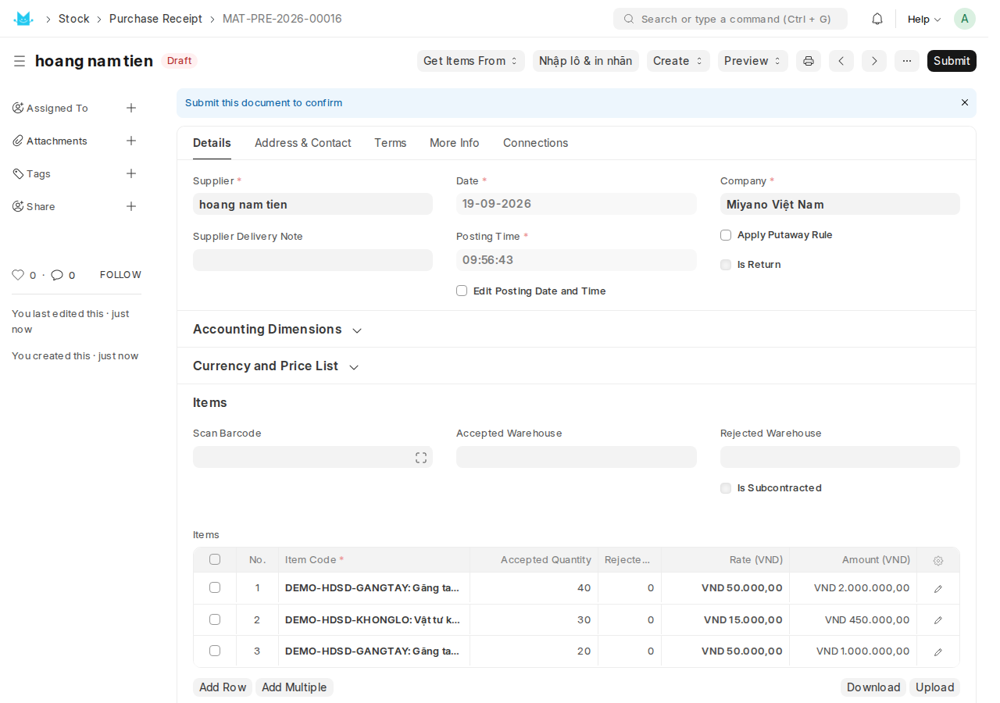 Stock
Purchase Receipt
MAT-PRE-2026-00016
Search or type a command (Ctrl + G)
Help
A
hoang nam tien
Draft
Get Items From
Nhập lô & in nhãn
Create
Preview
Submit
Assigned To
Attachments
Tags
Share
0 · 0 FOLLOW
You last edited this · just now
You created this · just now
Submit this document to confirm
Details
Address & Contact
Terms
More Info
Connections
Supplier *
hoang nam tien
Date *
19-09-2026
Company *
Miyano Việt Nam
Supplier Delivery Note
Posting Time *
09:56:43
Apply Putaway Rule
Is Return
Edit Posting Date and Time
Accounting Dimensions
Currency and Price List
Items
Scan Barcode
Accepted Warehouse
Rejected Warehouse
Is Subcontracted
Items
No. Item Code * Accepted Quantity Rejecte... Rate (VND) Amount (VND)
1 DEMO-HDSD-GANGTAY: Găng ta... 40 0 VND 50.000,00 VND 2.000.000,00
2 DEMO-HDSD-KHONGLO: Vật tư k... 30 0 VND 15.000,00 VND 450.000,00
3 DEMO-HDSD-GANGTAY: Găng ta... 20 0 VND 50.000,00 VND 1.000.000,00
Add Row
Add Multiple
Download
Upload